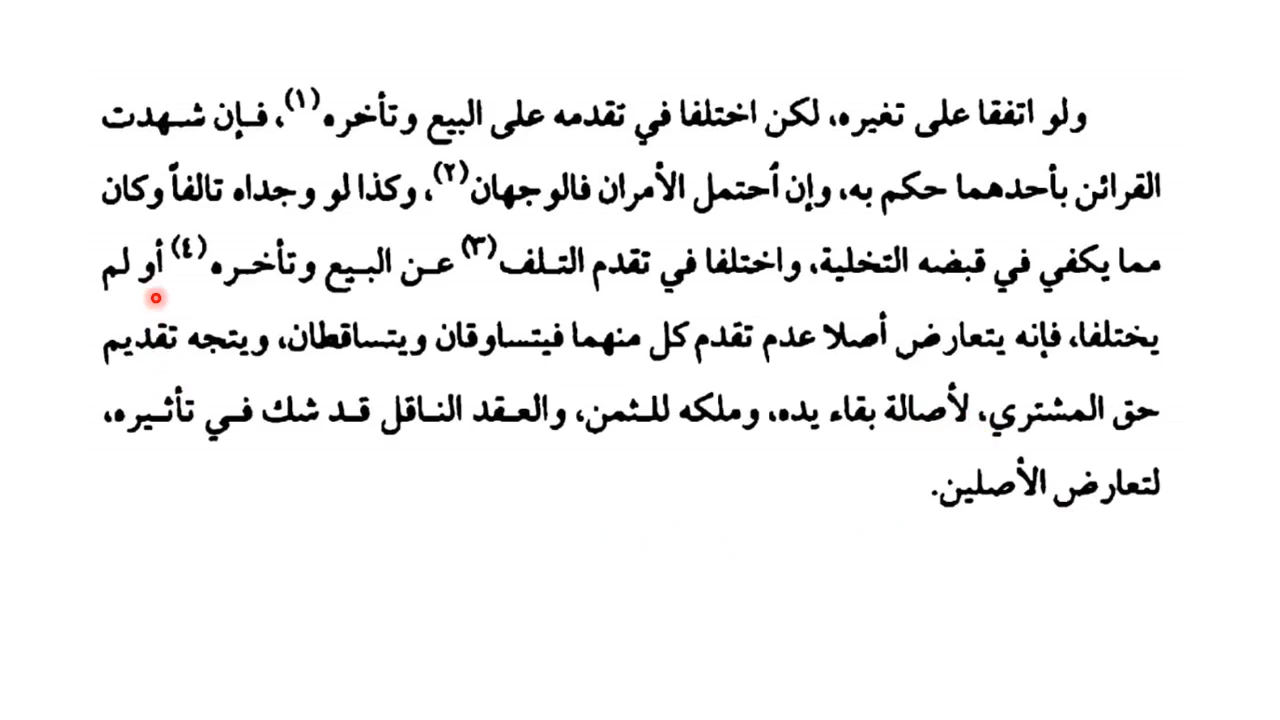 ولو اتفقا على تغيره، لكن اختلفا في تقدمه على البيع وتأخره(١)، فإن شهدت
القرائن بأحدهما حكم به، وإن أحتمل الأمران فالوجهان(٢)، وكذا لو وجداه تالفاً وكان
مما يكفي في قبضه التخلية، واختلفا في تقدم التلف(٣) عن البيع وتأخره(٤) أو لم
يختلفا، فإنه يتعارض أصلا عدم تقدم كل منهما فيتساوقان ويتساقطان، ويتجه تقديم
حق المشتري، لأصالة بقاء يده، وملكه للثمن، والعقد الناقل قد شك في تأثيره،
لتعارض الأصلين.